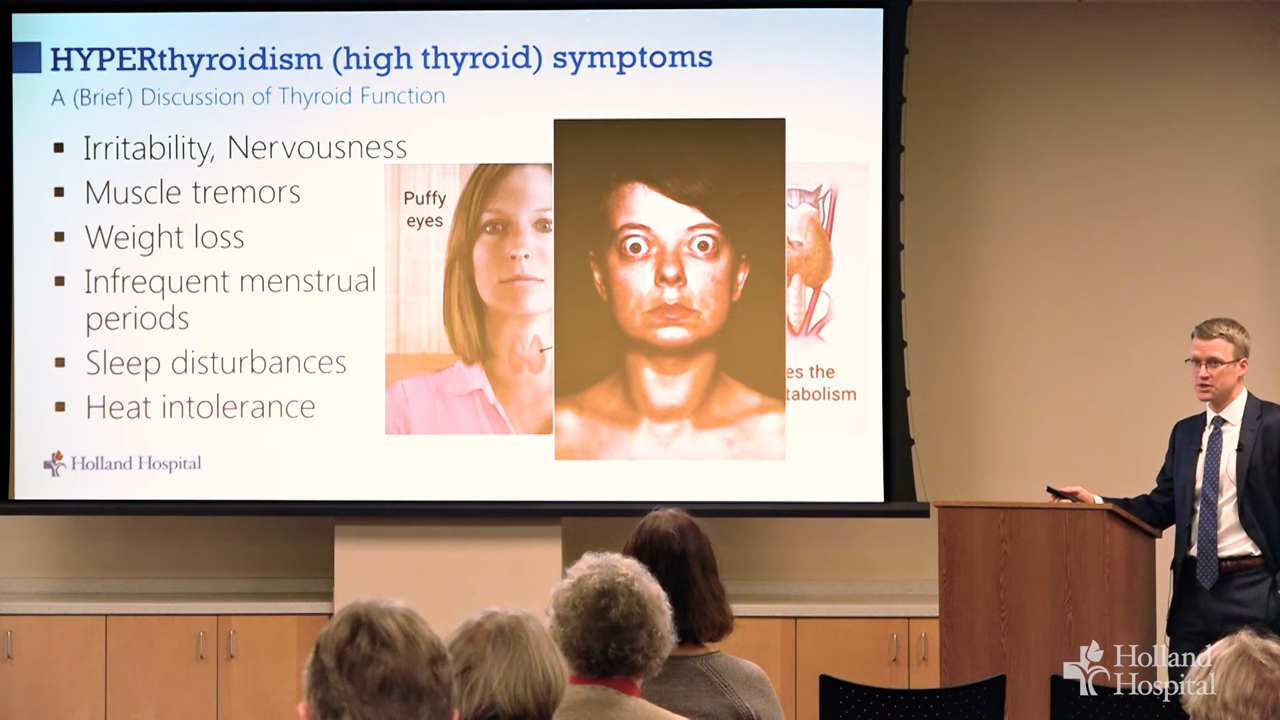 HYPERthyroidism (high thyroid) symptoms
A (Brief) Discussion of Thyroid Function
▪ Irritability, Nervousness
▪ Muscle tremors
▪ Weight loss
▪ Infrequent menstrual
periods
▪ Sleep disturbances
▪ Heat intolerance
Puffy
eyes
es the
tabolism
Holland Hospital
Holland
Hospital